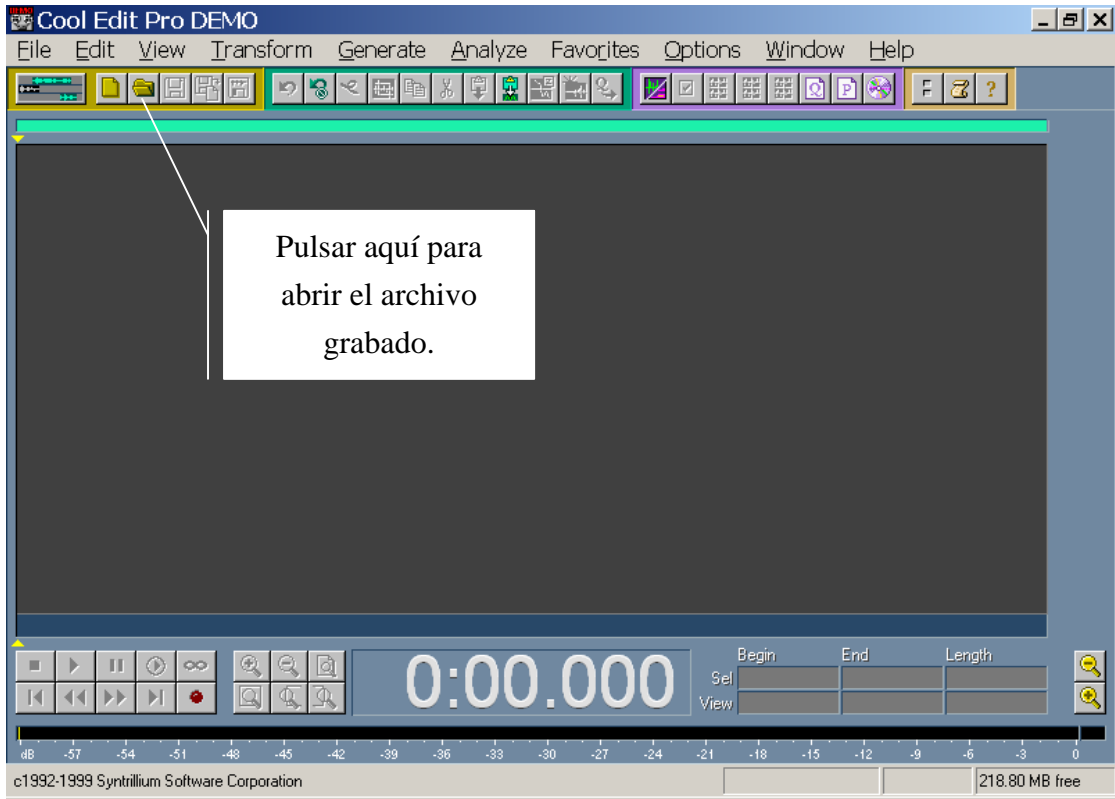 Cool Edit Pro DEMO
File Edit View Transform Generate Analyze Favorites Options Window Help
Pulsar aquí para
abrir el archivo
grabado.
0:00.000
Begin End Length
Sel
View
dB -57 -54 -51 -48 -45 -42 -39 -36 -33 -30 -27 -24 -21 -18 -15 -12 -9 -6 -3 0
c1992-1999 Syntrillium Software Corporation 218.80 MB free